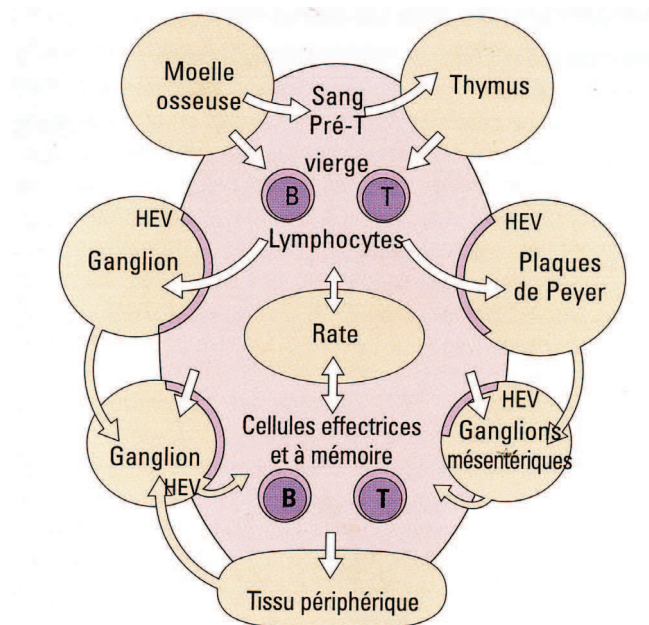 Moelle
osseuse
Sang
Pré-T
Thymus
vierge
B
T
Lymphocytes
HEV
Ganglion
HEV
Plaques
de Peyer
Rate
Cellules effectrices
et à mémoire
B
T
Ganglion
HEV
HEV
Ganglions
mésentériques
Tissu périphérique